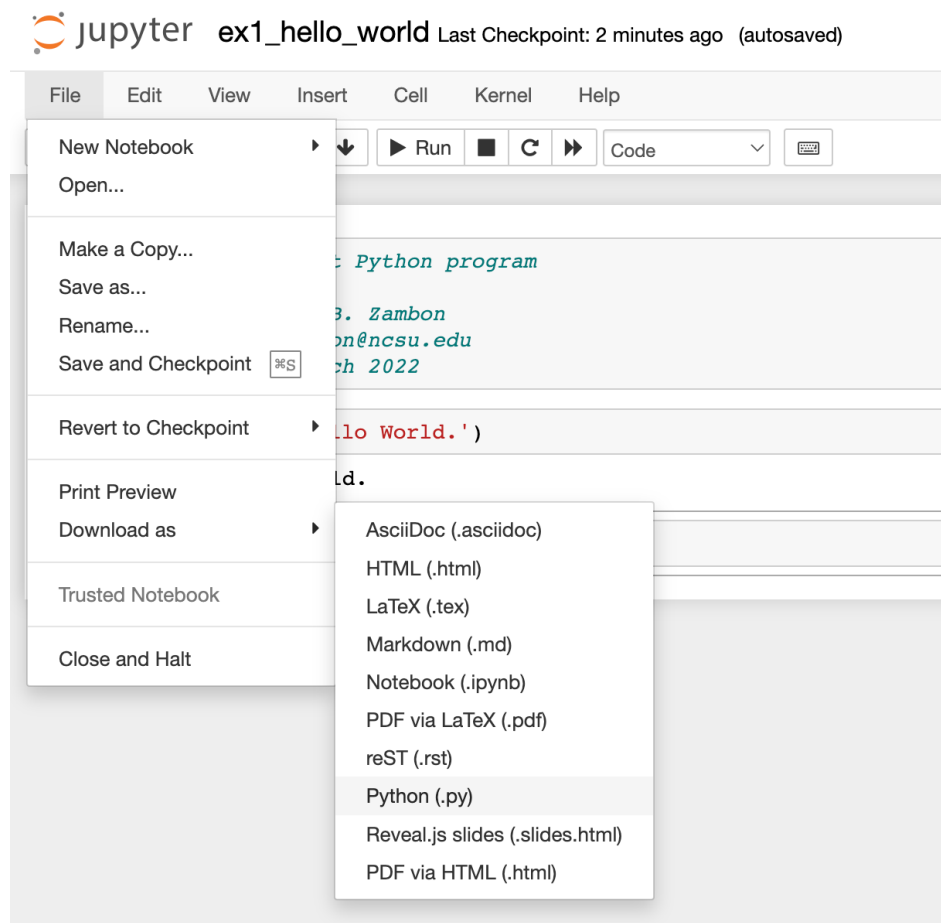 jupyter ex1_hello_world Last Checkpoint: 2 minutes ago (autosaved)
File Edit View Insert Cell Kernel Help
Run Code
New Notebook
Open...
Make a Copy...
Save as...
Rename...
Save and Checkpoint ⌘S
Revert to Checkpoint
Print Preview
Download as
Trusted Notebook
Close and Halt
Python program
B. Zambon
on@ncsu.edu
ch 2022
llo World.')
ld.
AsciiDoc (.asciidoc)
HTML (.html)
LaTeX (.tex)
Markdown (.md)
Notebook (.ipynb)
PDF via LaTeX (.pdf)
reST (.rst)
Python (.py)
Reveal.js slides (.slides.html)
PDF via HTML (.html)